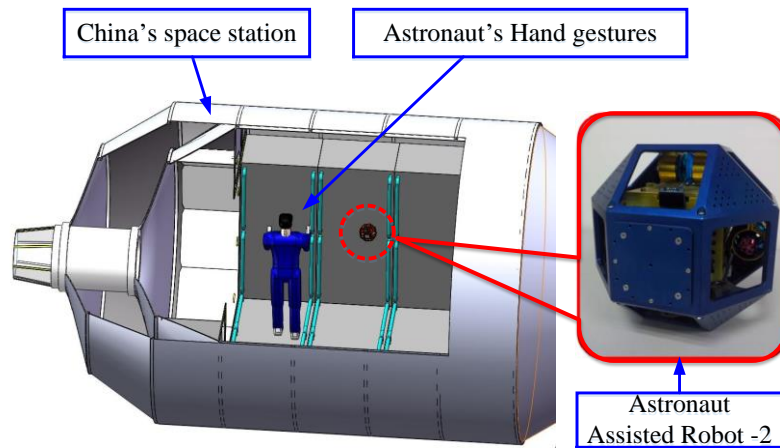 China’s space station
Astronaut’s Hand gestures
Astronaut
Assisted Robot -2